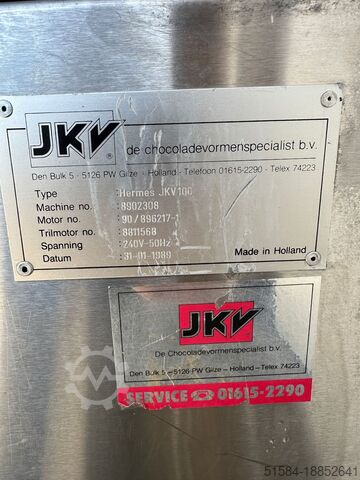 JKV® de chocoladevormenspecialist b.v.
Den Bulk 5 - 5126 PW Gilze - Holland - Telefoon 01615-2290 - Telex 74223
Type :Hermes JKV100
Machine no. :8902308
Motor no. :90/896217-1
Trilmotor no. :8811568
Spanning :240V-50Hz
Datum :31-01-1989
Made in Holland
JKV
De Chocoladevormenspecialist b.v.
Den Bulk 5 - 5126 PW Gilze - Holland - Telex 74223
SERVICE ☎ 01615-2290
51584-18852641